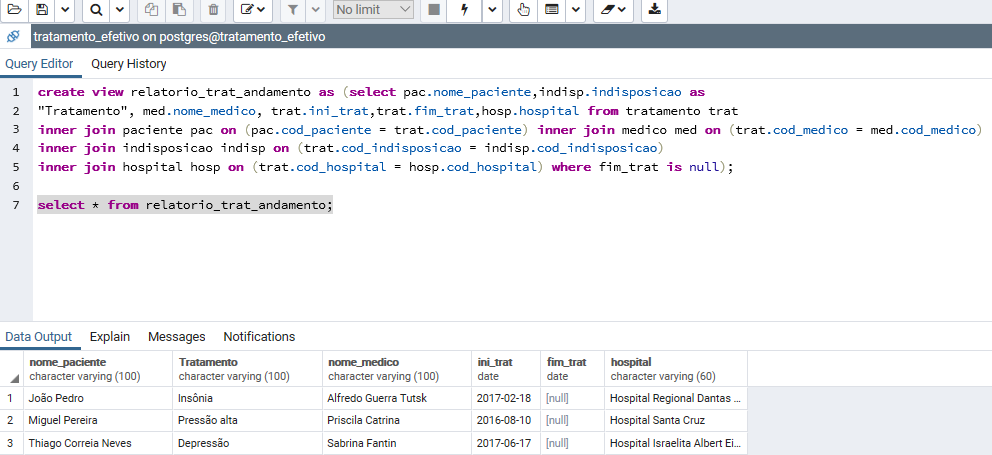 No limit
tratamento_efetivo on postgres@tratamento_efetivo
Query Editor Query History
1 create view relatorio_trat_andamento as (select pac.nome_paciente,indisp.indisposicao as
2 "Tratamento", med.nome_medico, trat.ini_trat,trat.fim_trat,hosp.hospital from tratamento trat
3 inner join paciente pac on (pac.cod_paciente = trat.cod_paciente) inner join medico med on (trat.cod_medico = med.cod_medico)
4 inner join indisposicao indisp on (trat.cod_indisposicao = indisp.cod_indisposicao)
5 inner join hospital hosp on (trat.cod_hospital = hosp.cod_hospital) where fim_trat is null);
6
7 select * from relatorio_trat_andamento;
Data Output Explain Messages Notifications
nome_paciente Tratamento nome_medico ini_trat fim_trat hospital
character varying (100) character varying (100) character varying (100) date date character varying (60)
1 João Pedro Insônia Alfredo Guerra Tutsk 2017-02-18 [null] Hospital Regional Dantas ...
2 Miguel Pereira Pressão alta Priscila Catrina 2016-08-10 [null] Hospital Santa Cruz
3 Thiago Correia Neves Depressão Sabrina Fantin 2017-06-17 [null] Hospital Israelita Albert Ei...